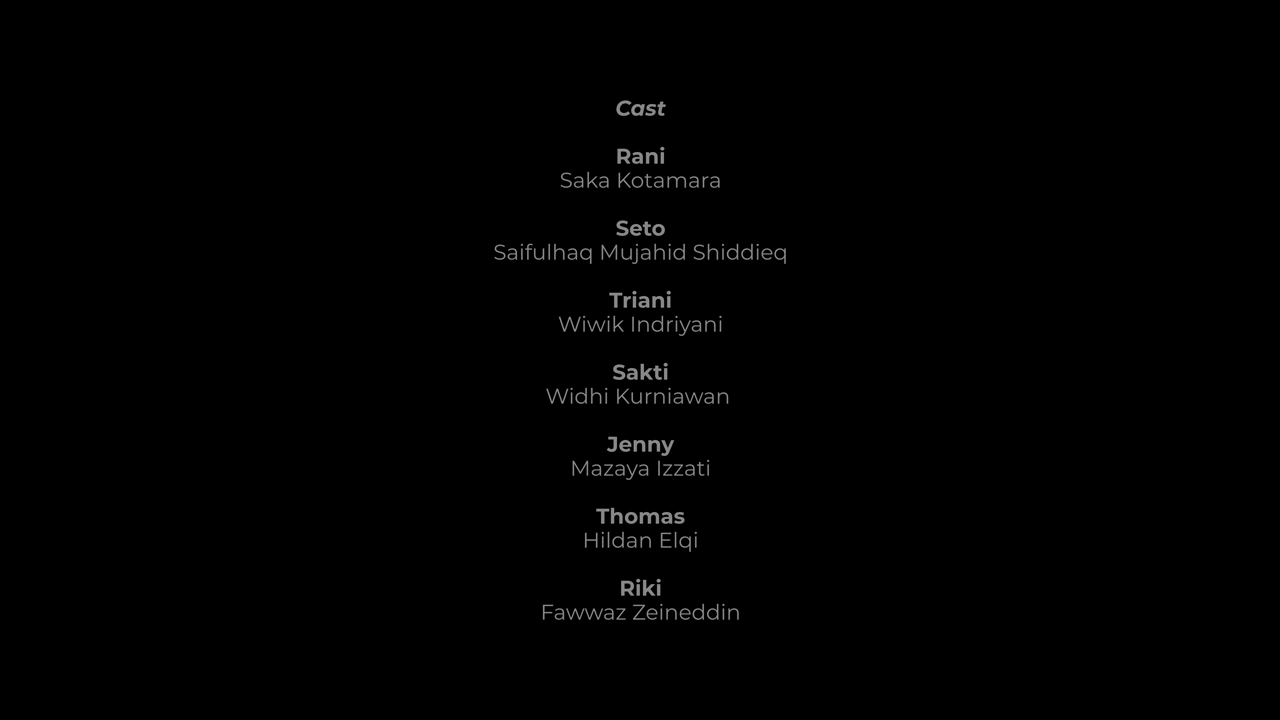 Cast
Rani
Saka Kotamara
Seto
Saifulhaq Mujahid Shiddieq
Triani
Wiwik Indriyani
Sakti
Widhi Kurniawan
Jenny
Mazaya Izzati
Thomas
Hildan Elqi
Riki
Fawwaz Zeineddin